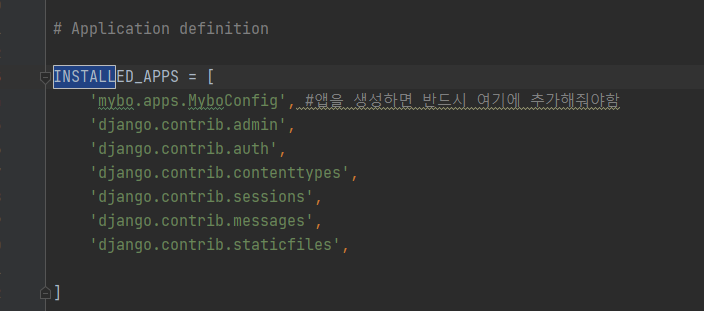 # Application definition
INSTALLED_APPS = [
'mybo.apps.MyboConfig', #앱을 생성하면 반드시 여기에 추가해줘야함
'django.contrib.admin',
'django.contrib.auth',
'django.contrib.contenttypes',
'django.contrib.sessions',
'django.contrib.messages',
'django.contrib.staticfiles',
]